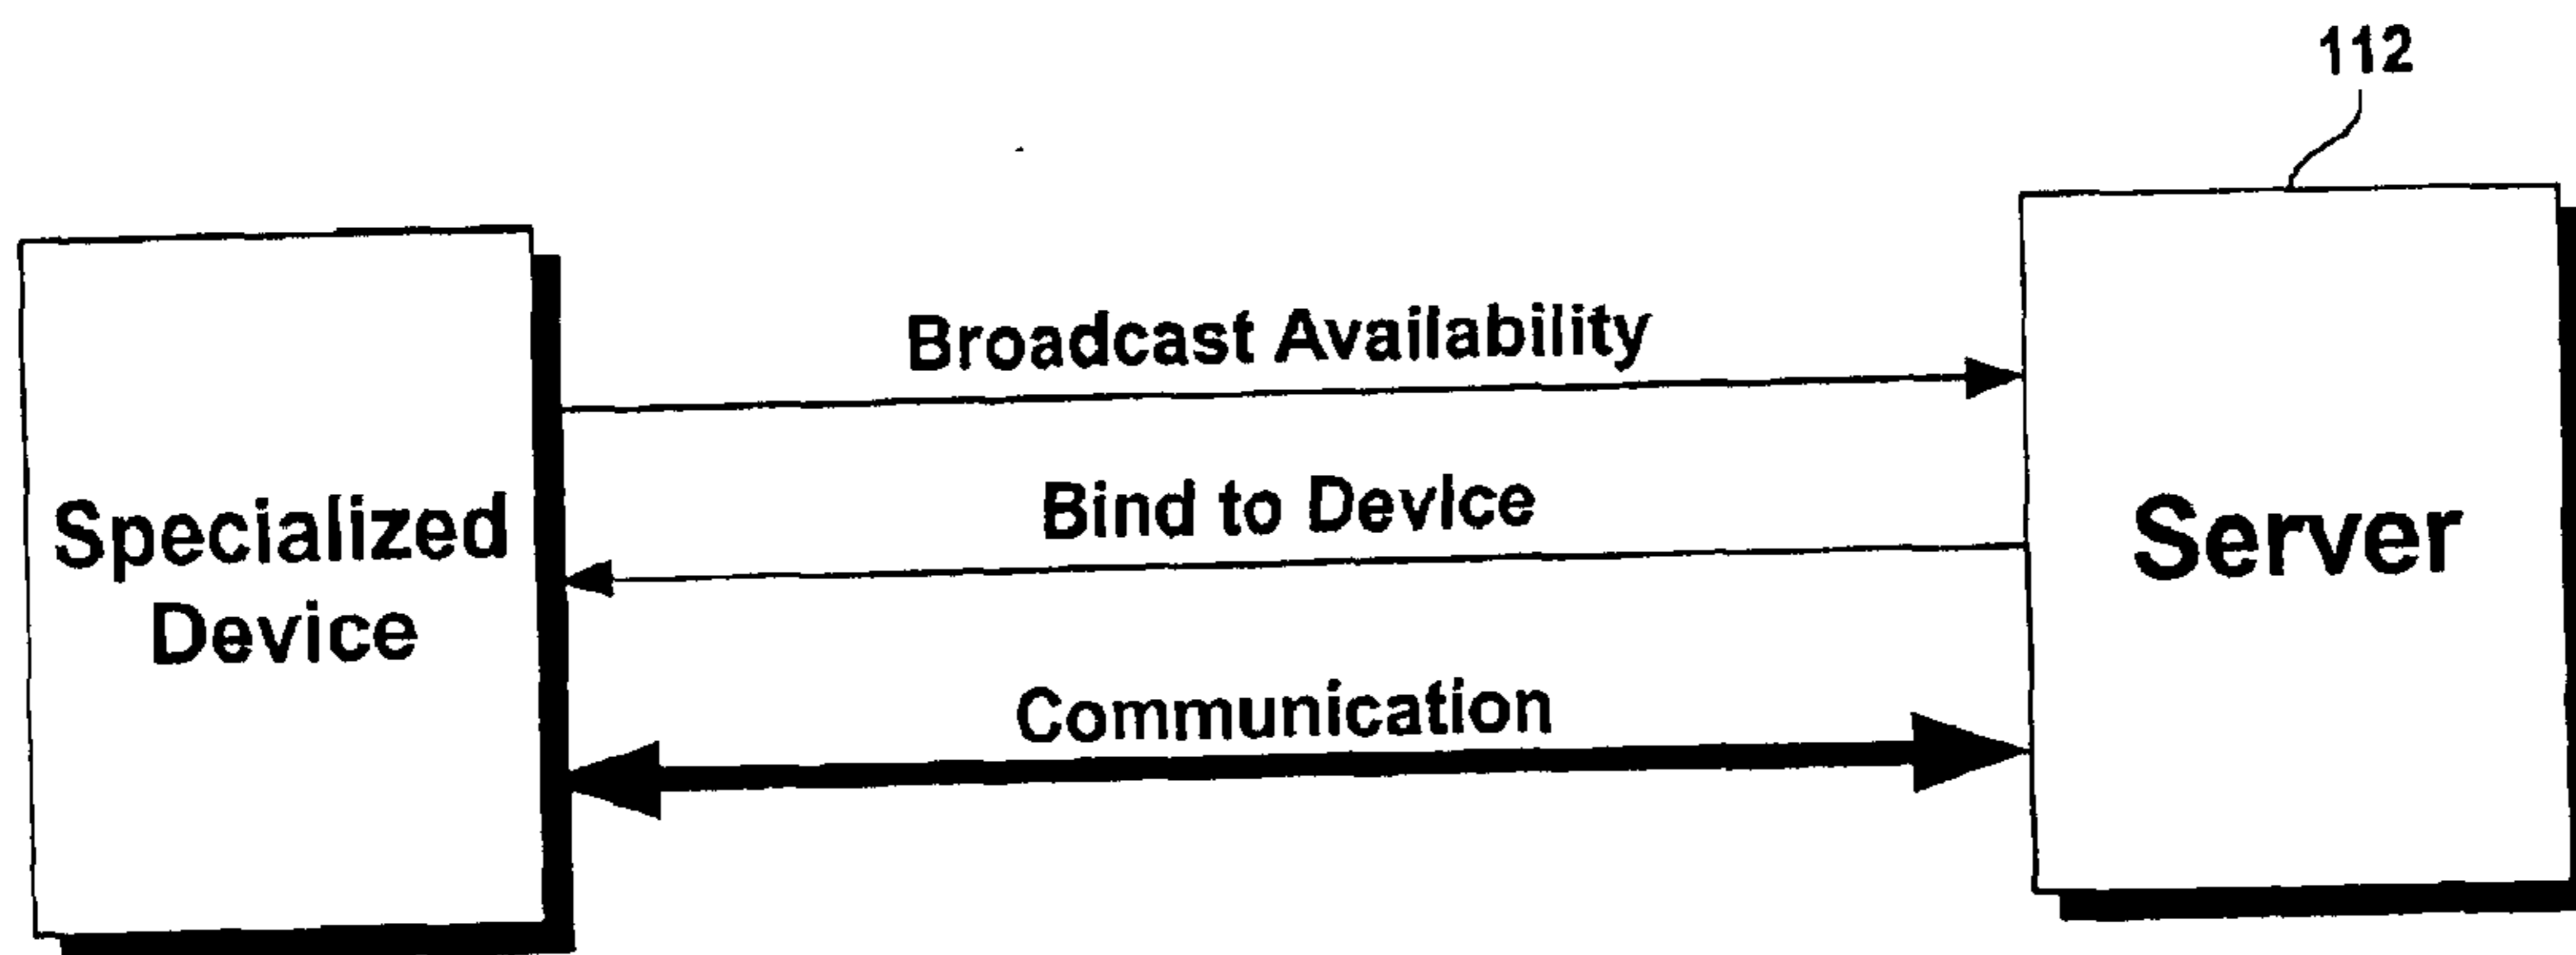 112
Broadcast Availability
Bind to Device
Specialized
Device
Server
Communication